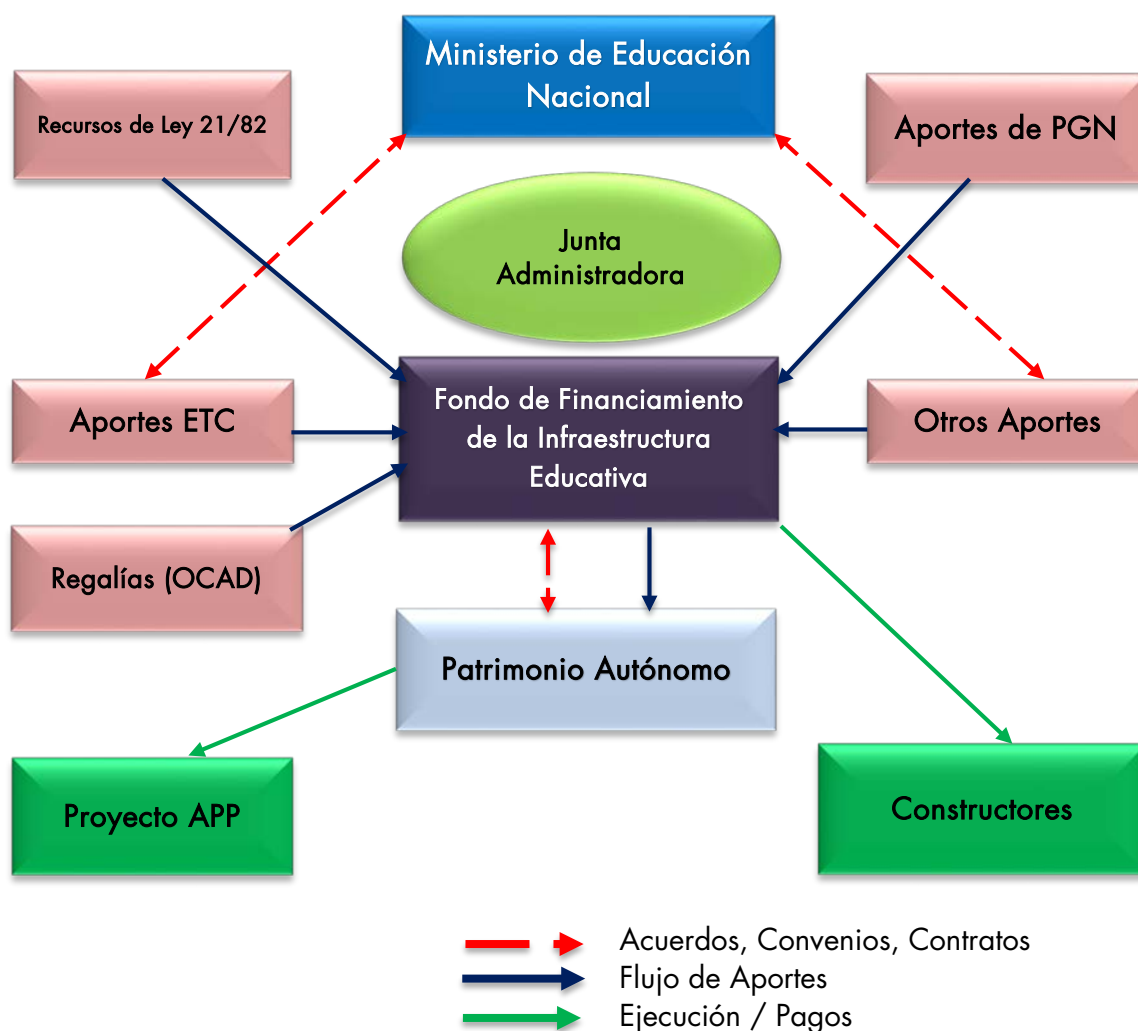 Ministerio de Educación
Nacional
Recursos de Ley 21/82
Aportes de PGN
Junta
Administradora
Aportes ETC
Fondo de Financiamiento
de la Infraestructura
Educativa
Otros Aportes
Regalías (OCAD)
Patrimonio Autónomo
Proyecto APP
Constructores
Acuerdos, Convenios, Contratos
Flujo de Aportes
Ejecución / Pagos